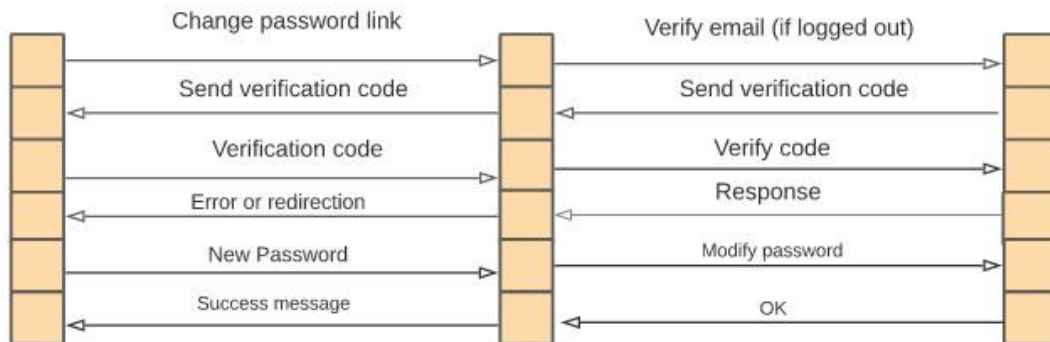 Change password link
Verify email (if logged out)
Send verification code
Send verification code
Verification code
Verify code
Error or redirection
Response
New Password
Modify password
Success message
OK